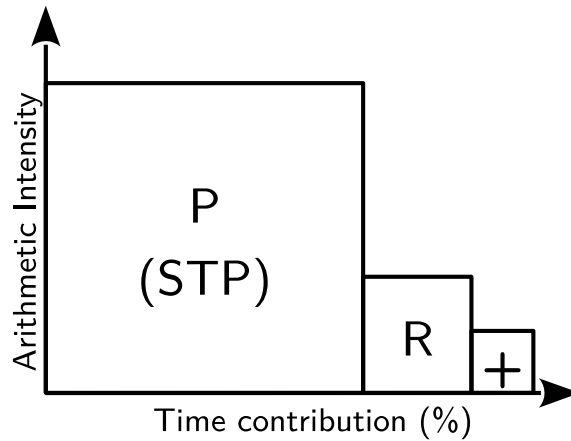 Arithmetic Intensity
P
(STP)
R
+
Time contribution (%)